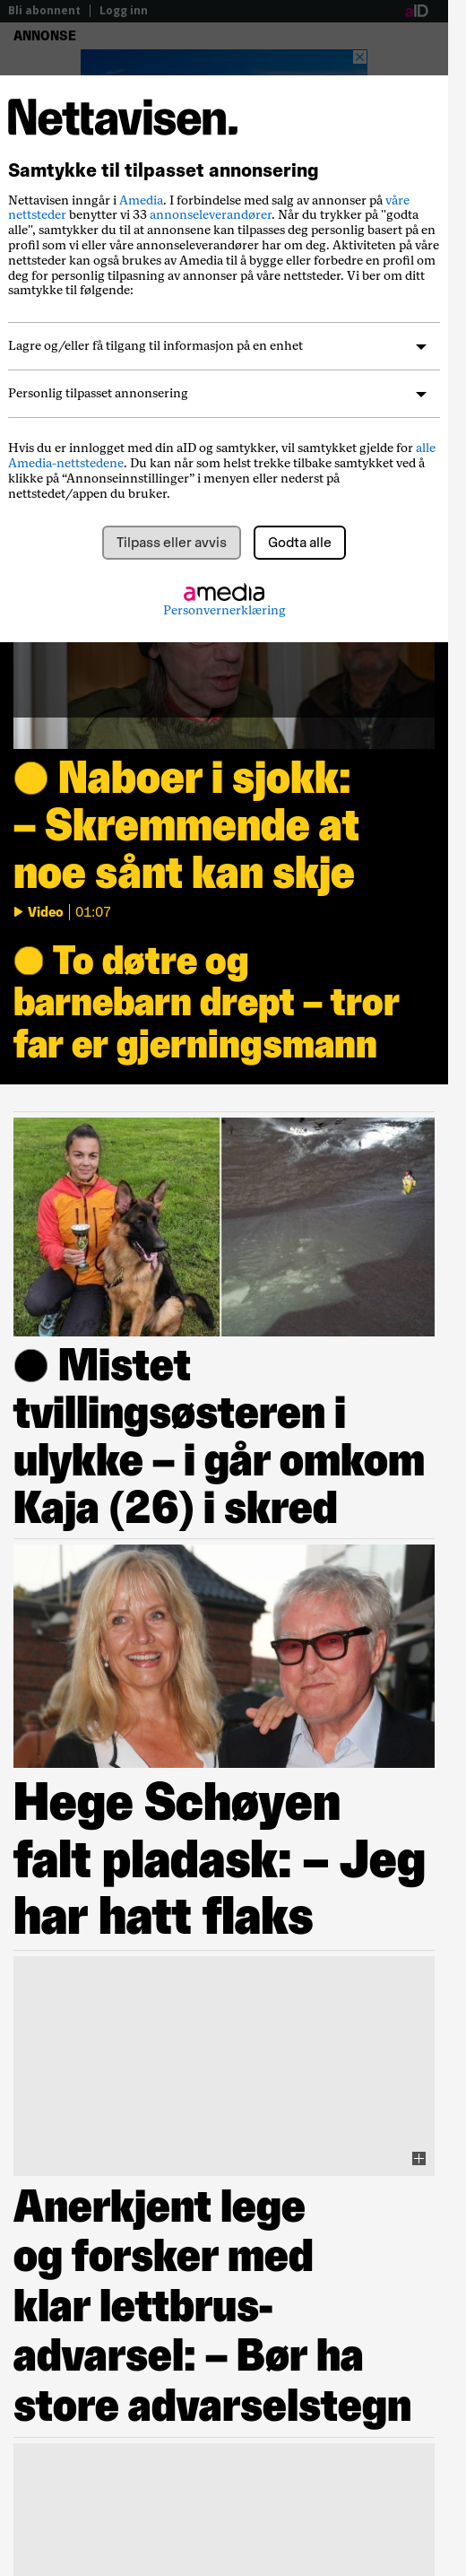 Bli abonnent | Logg inn aID
ANNONSE
Nettavisen.
Samtykke til tilpasset annonsering
Nettavisen inngår i Amedia. I forbindelse med salg av annonser på våre
nettsteder benytter vi 33 annonseleverandører. Når du trykker på "godta
alle", samtykker du til at annonsene kan tilpasses deg personlig basert på en
profil som vi eller våre annonseleverandører har om deg. Aktiviteten på våre
nettsteder kan også brukes av Amedia til å bygge eller forbedre en profil om
deg for personlig tilpasning av annonser på våre nettsteder. Vi ber om ditt
samtykke til følgende:
Lagre og/eller få tilgang til informasjon på en enhet
Personlig tilpasset annonsering
Hvis du er innlogget med din aID og samtykker, vil samtykket gjelde for alle
Amedia-nettstedene. Du kan når som helst trekke tilbake samtykket ved å
klikke på “Annonseinnstillinger” i menyen eller nederst på
nettstedet/appen du bruker.
Tilpass eller avvis Godta alle
amedia
Personvernerklæring
Naboer i sjokk:
– Skremmende at
noe sånt kan skje
Video | 01:07
To døtre og
barnebarn drept – tror
far er gjerningsmann
Mistet
tvillingsøsteren i
ulykke – i går omkom
Kaja (26) i skred
Hege Schøyen
falt pladask: – Jeg
har hatt flaks
Anerkjent lege
og forsker med
klar lettbrus-
advarsel: – Bør ha
store advarselstegn